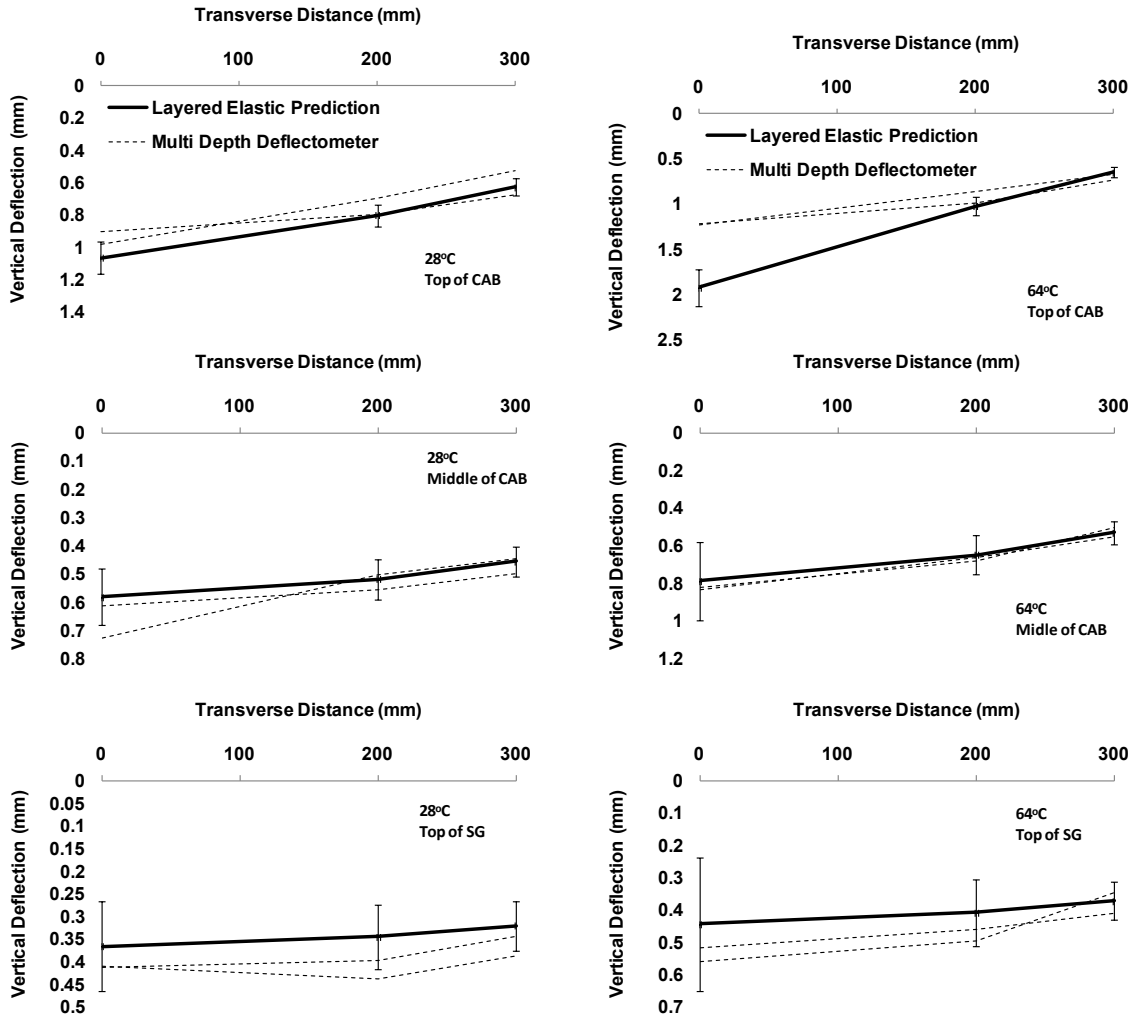 Transverse Distance (mm)
0 100 200 300
0
0.2
0.4
0.6
0.8
1
1.2
1.4
Vertical Deflection (mm)
Layered Elastic Prediction
Multi Depth Deflectometer
28ºC
Top of CAB
Transverse Distance (mm)
0 100 200 300
0
0.5
1
1.5
2
2.5
Vertical Deflection (mm)
Layered Elastic Prediction
Multi Depth Deflectometer
64ºC
Top of CAB
Transverse Distance (mm)
0 100 200 300
0
0.1
0.2
0.3
0.4
0.5
0.6
0.7
0.8
Vertical Deflection (mm)
28ºC
Middle of CAB
Transverse Distance (mm)
0 100 200 300
0
0.2
0.4
0.6
0.8
1
1.2
Vertical Deflection (mm)
64ºC
Midle of CAB
Transverse Distance (mm)
0 100 200 300
0
0.05
0.1
0.15
0.2
0.25
0.3
0.35
0.4
0.45
0.5
Vertical Deflection (mm)
28ºC
Top of SG
Transverse Distance (mm)
0 100 200 300
0
0.1
0.2
0.3
0.4
0.5
0.6
0.7
Vertical Deflection (mm)
64ºC
Top of SG